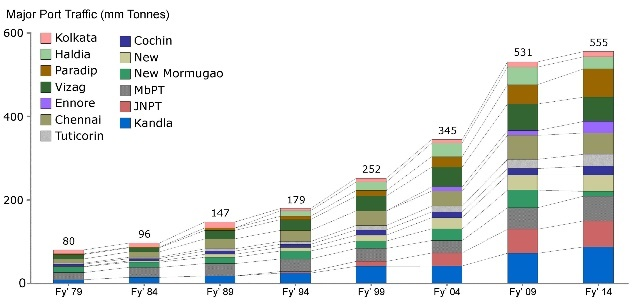 Major Port Traffic (mm Tonnes)
600
400
200
0
Kolkata
Haldia
Paradip
Vizag
Ennore
Chennai
Tuticorin
Cochin
New
New Mormugao
MbPT
JNPT
Kandla
80
96
147
179
252
345
531
555
Fy' 79
Fy' 84
Fy' 89
Fy' 94
Fy' 99
Fy' 04
Fy' 09
Fy' 14